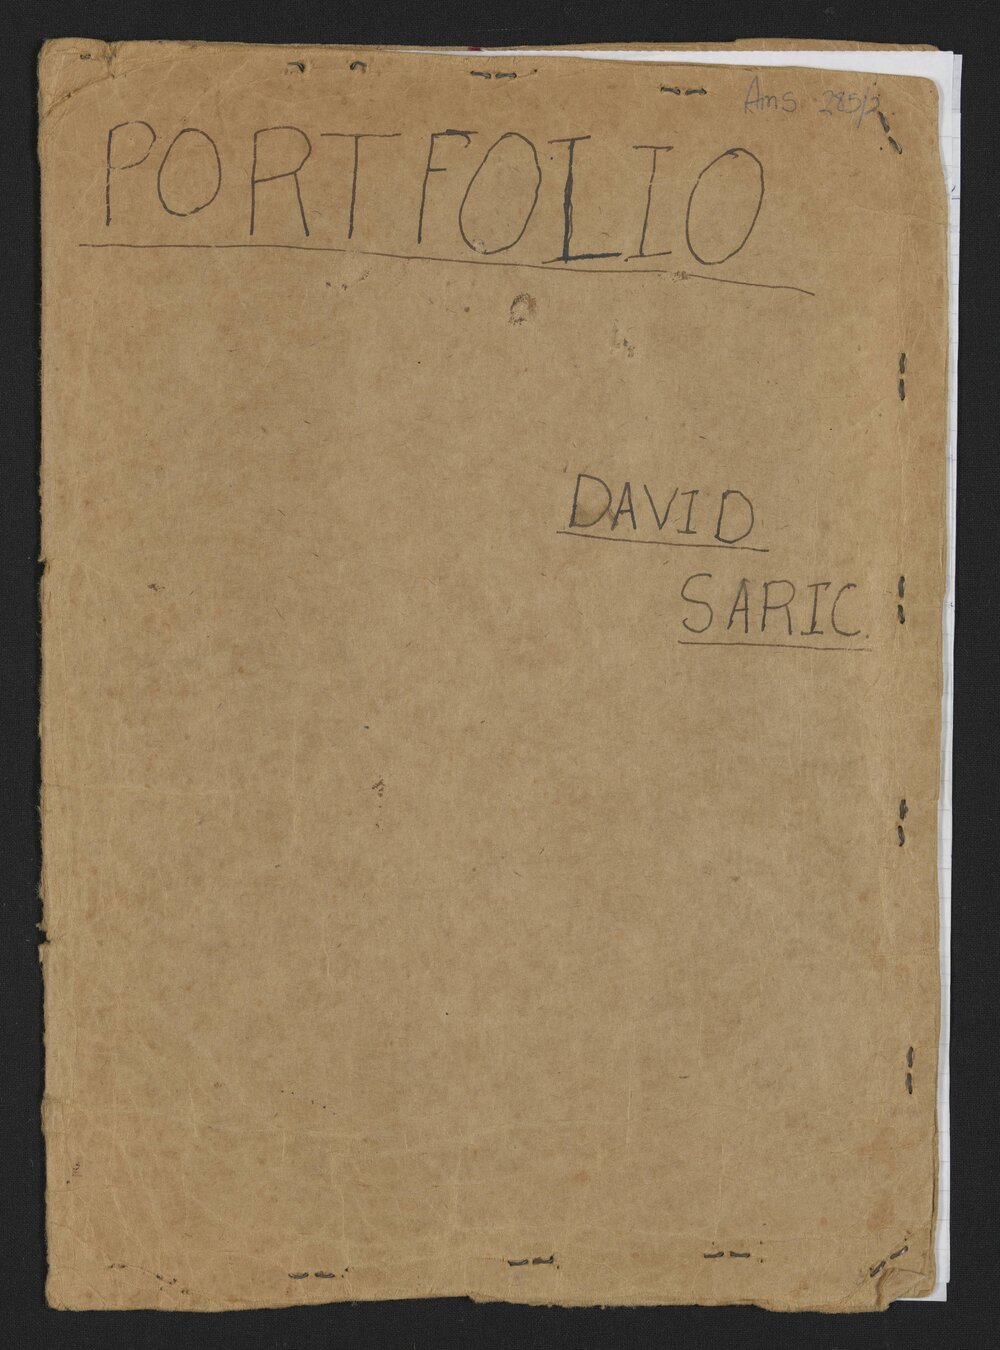 Ams 285/2
PORTFOLIO
DAVID
SARIC.